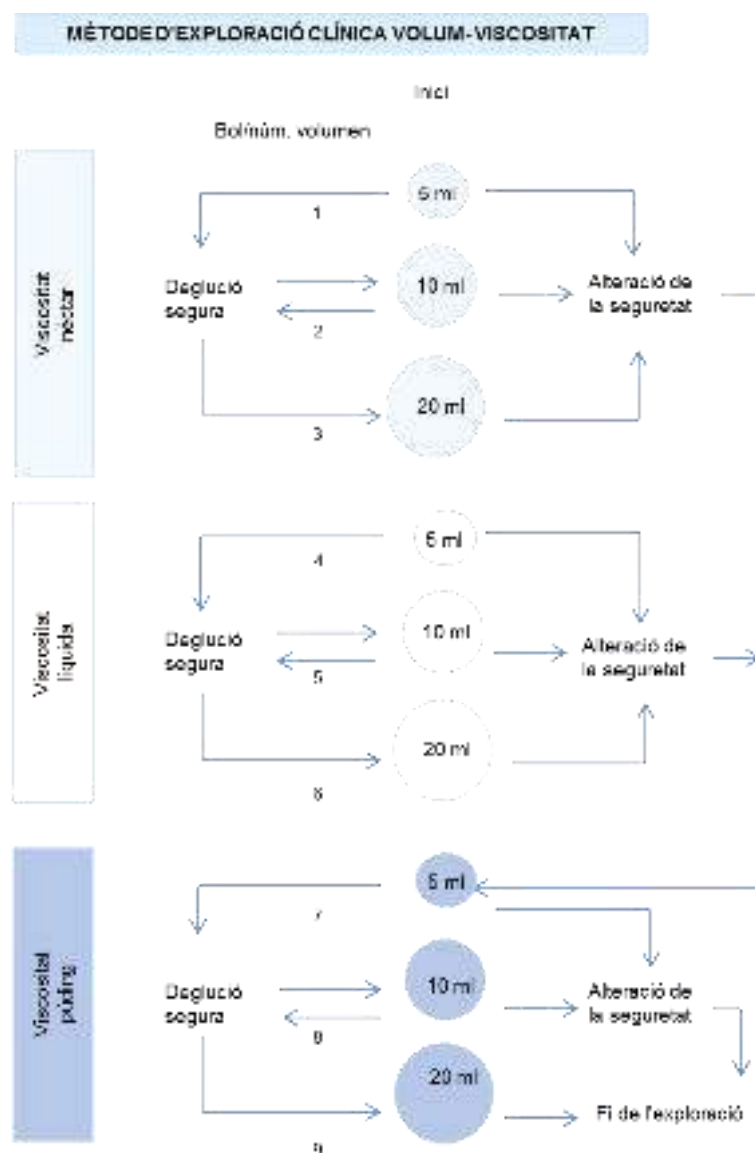 MÈTODE D'EXPLORACIÓ CLÍNICA VOLUM-VISCOSITAT
Inici
Bol/núm. volumen
Viscositat
nèctar
5 ml
1
Deglució
segura
10 ml
2
Alteració de
la seguretat
20 ml
3
Viscositat
líquida
5 ml
4
Deglució
segura
10 ml
5
Alteració de
la seguretat
20 ml
6
Viscositat
púding
5 ml
7
Deglució
segura
10 ml
8
Alteració de
la seguretat
20 ml
9
Fi de l'exploració